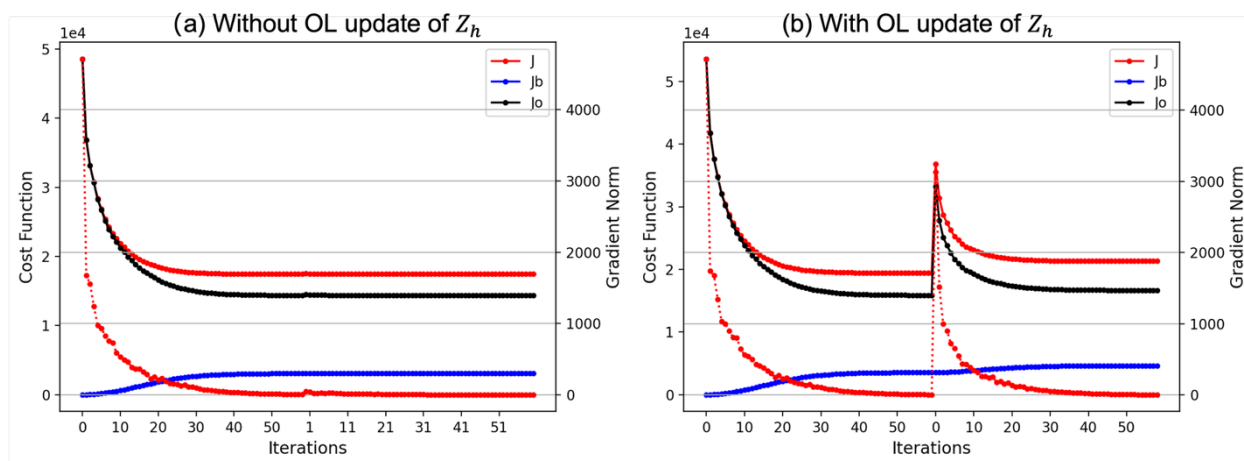 (a) Without OL update of Z_h
1e4
5
4
3
2
1
0
Cost Function
J
Jb
Jo
4000
3000
2000
1000
0
Gradient Norm
0 10 20 30 40 50 1 11 21 31 41 51
Iterations
(b) With OL update of Z_h
1e4
5
4
3
2
1
0
Cost Function
J
Jb
Jo
4000
3000
2000
1000
0
Gradient Norm
0 10 20 30 40 50 0 10 20 30 40 50
Iterations